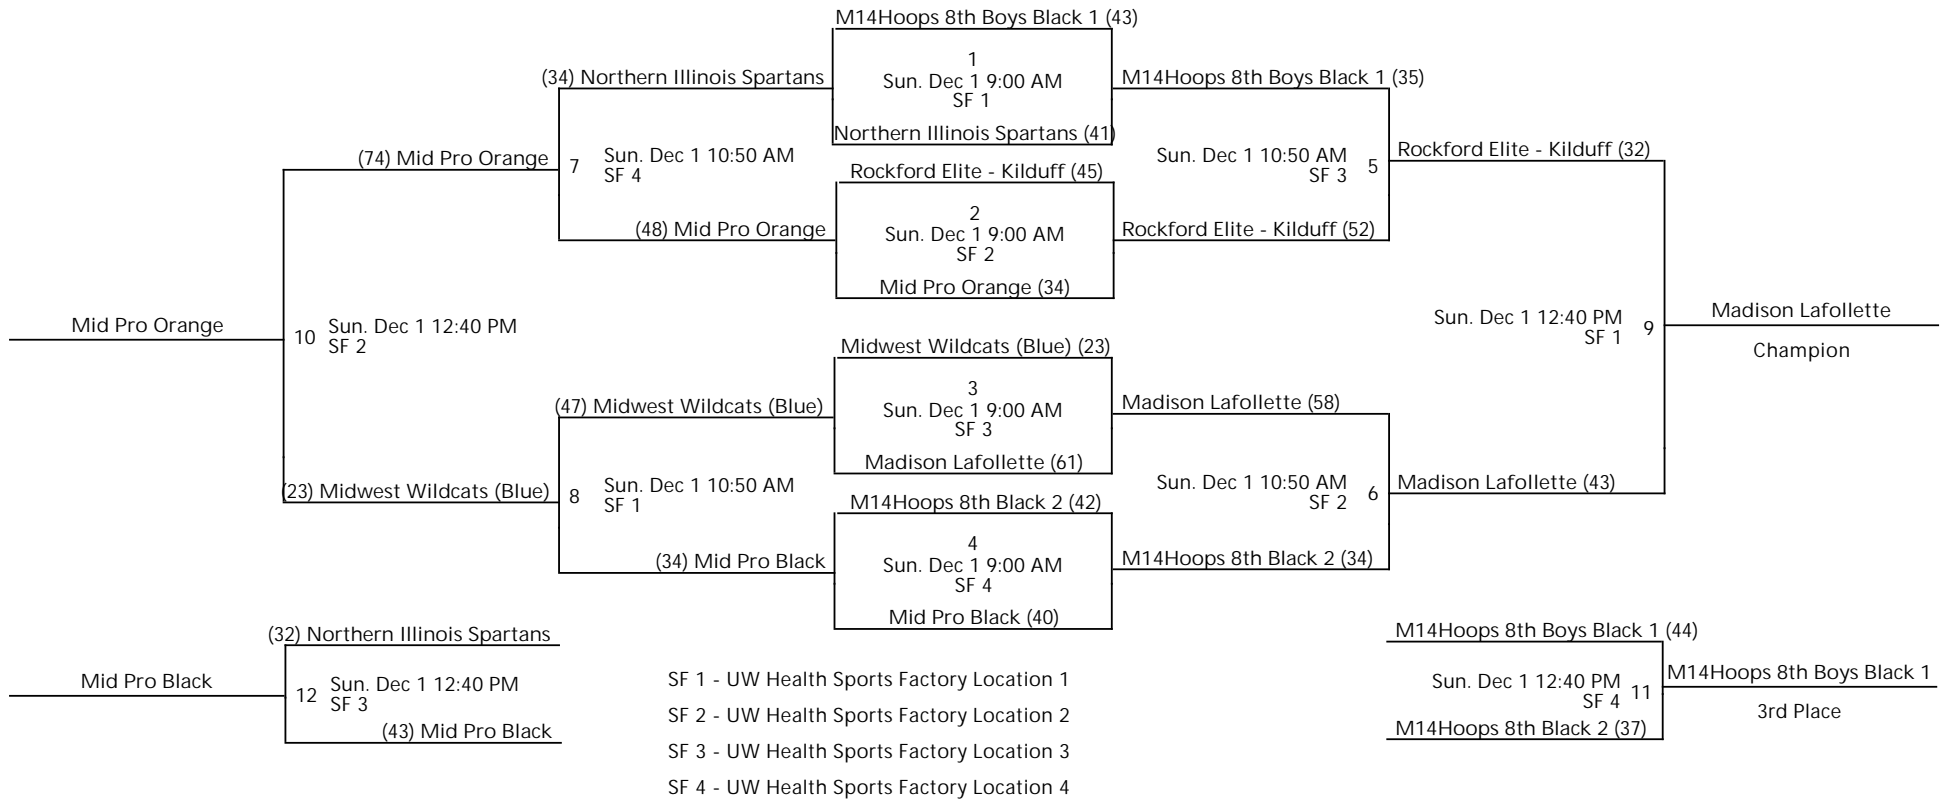 M14Hoops 8th Boys Black 1 (43)
1
Sun. Dec 1 9:00 AM
SF 1
Northern Illinois Spartans (41)
(34) Northern Illinois Spartans
M14Hoops 8th Boys Black 1 (35)
(74) Mid Pro Orange
7
Sun. Dec 1 10:50 AM
SF 4
Rockford Elite - Kilduff (45)
2
Sun. Dec 1 9:00 AM
SF 2
Mid Pro Orange (34)
Sun. Dec 1 10:50 AM
SF 3
5
Rockford Elite - Kilduff (32)
(48) Mid Pro Orange
Rockford Elite - Kilduff (52)
Mid Pro Orange
10
Sun. Dec 1 12:40 PM
SF 2
Sun. Dec 1 12:40 PM
SF 1
9
Madison Lafollette
Champion
Midwest Wildcats (Blue) (23)
3
Sun. Dec 1 9:00 AM
SF 3
Madison Lafollette (61)
(47) Midwest Wildcats (Blue)
Madison Lafollette (58)
(23) Midwest Wildcats (Blue)
8
Sun. Dec 1 10:50 AM
SF 1
Sun. Dec 1 10:50 AM
SF 2
6
Madison Lafollette (43)
M14Hoops 8th Black 2 (42)
4
Sun. Dec 1 9:00 AM
SF 4
Mid Pro Black (40)
(34) Mid Pro Black
M14Hoops 8th Black 2 (34)
(32) Northern Illinois Spartans
Mid Pro Black
12
Sun. Dec 1 12:40 PM
SF 3
(43) Mid Pro Black
SF 1 - UW Health Sports Factory Location 1
SF 2 - UW Health Sports Factory Location 2
SF 3 - UW Health Sports Factory Location 3
SF 4 - UW Health Sports Factory Location 4
M14Hoops 8th Boys Black 1 (44)
Sun. Dec 1 12:40 PM
SF 4
11
M14Hoops 8th Boys Black 1
3rd Place
M14Hoops 8th Black 2 (37)